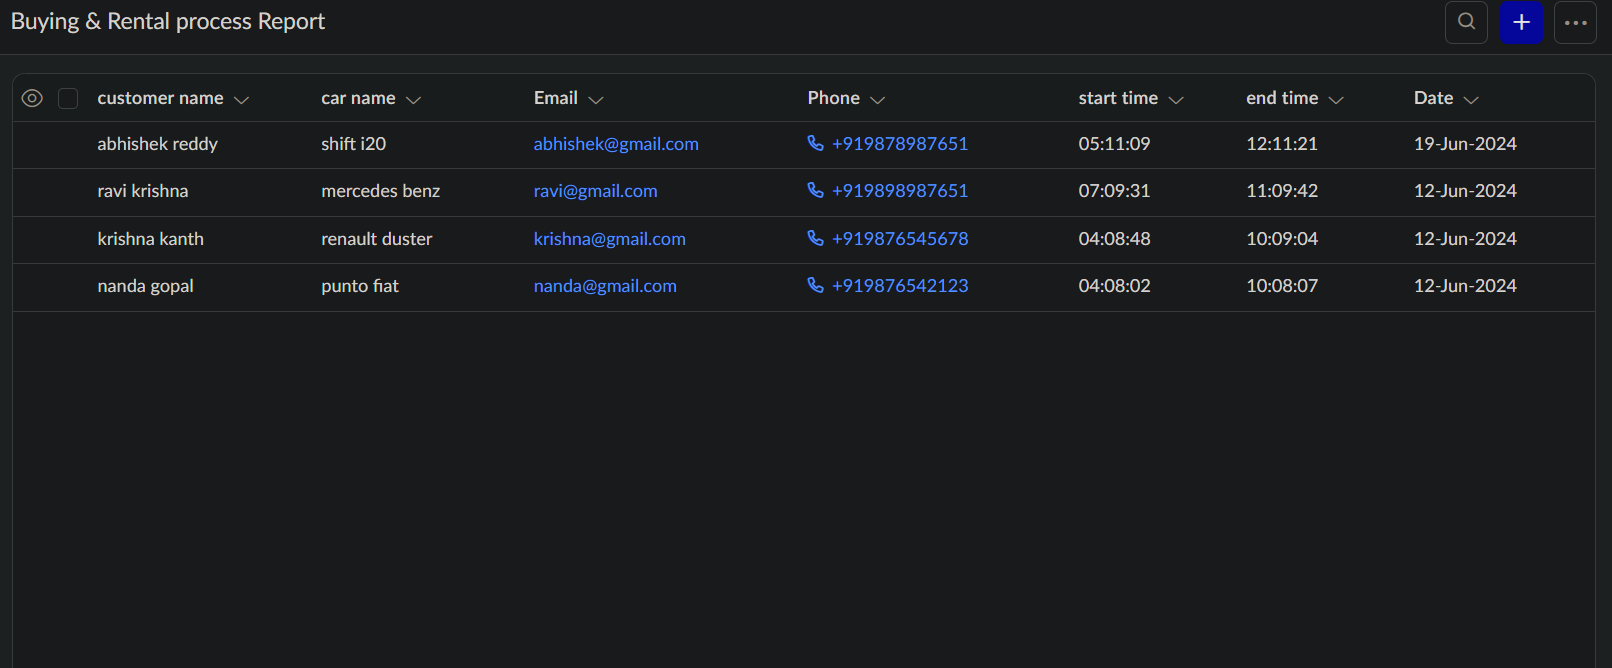 Buying & Rental process Report
customer name car name Email Phone start time end time Date
abhishek reddy shift i20 abhishek@gmail.com +919878987651 05:11:09 12:11:21 19-Jun-2024
ravi krishna mercedes benz ravi@gmail.com +919898987651 07:09:31 11:09:42 12-Jun-2024
krishna kanth renault duster krishna@gmail.com +919876545678 04:08:48 10:09:04 12-Jun-2024
nanda gopal punto fiat nanda@gmail.com +919876542123 04:08:02 10:08:07 12-Jun-2024